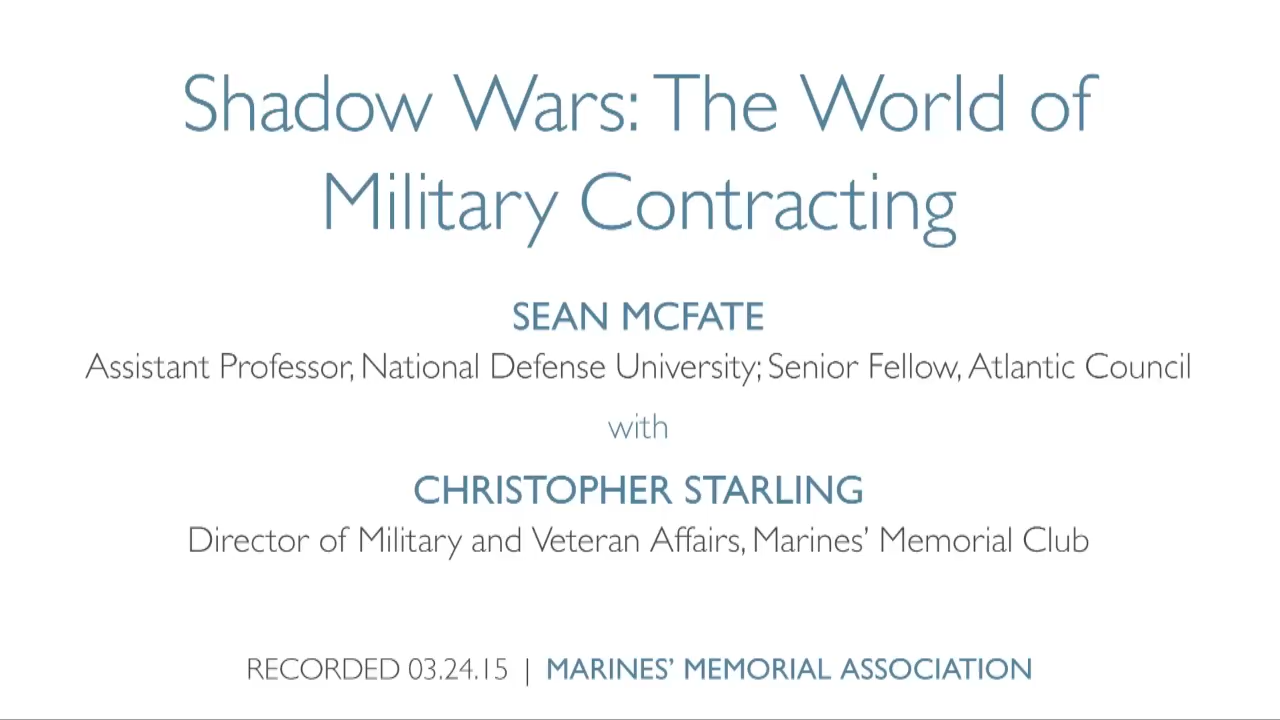 Shadow Wars: The World of
Military Contracting
SEAN MCFATE
Assistant Professor, National Defense University; Senior Fellow, Atlantic Council
with
CHRISTOPHER STARLING
Director of Military and Veteran Affairs, Marines’ Memorial Club
RECORDED 03.24.15 | MARINES’ MEMORIAL ASSOCIATION